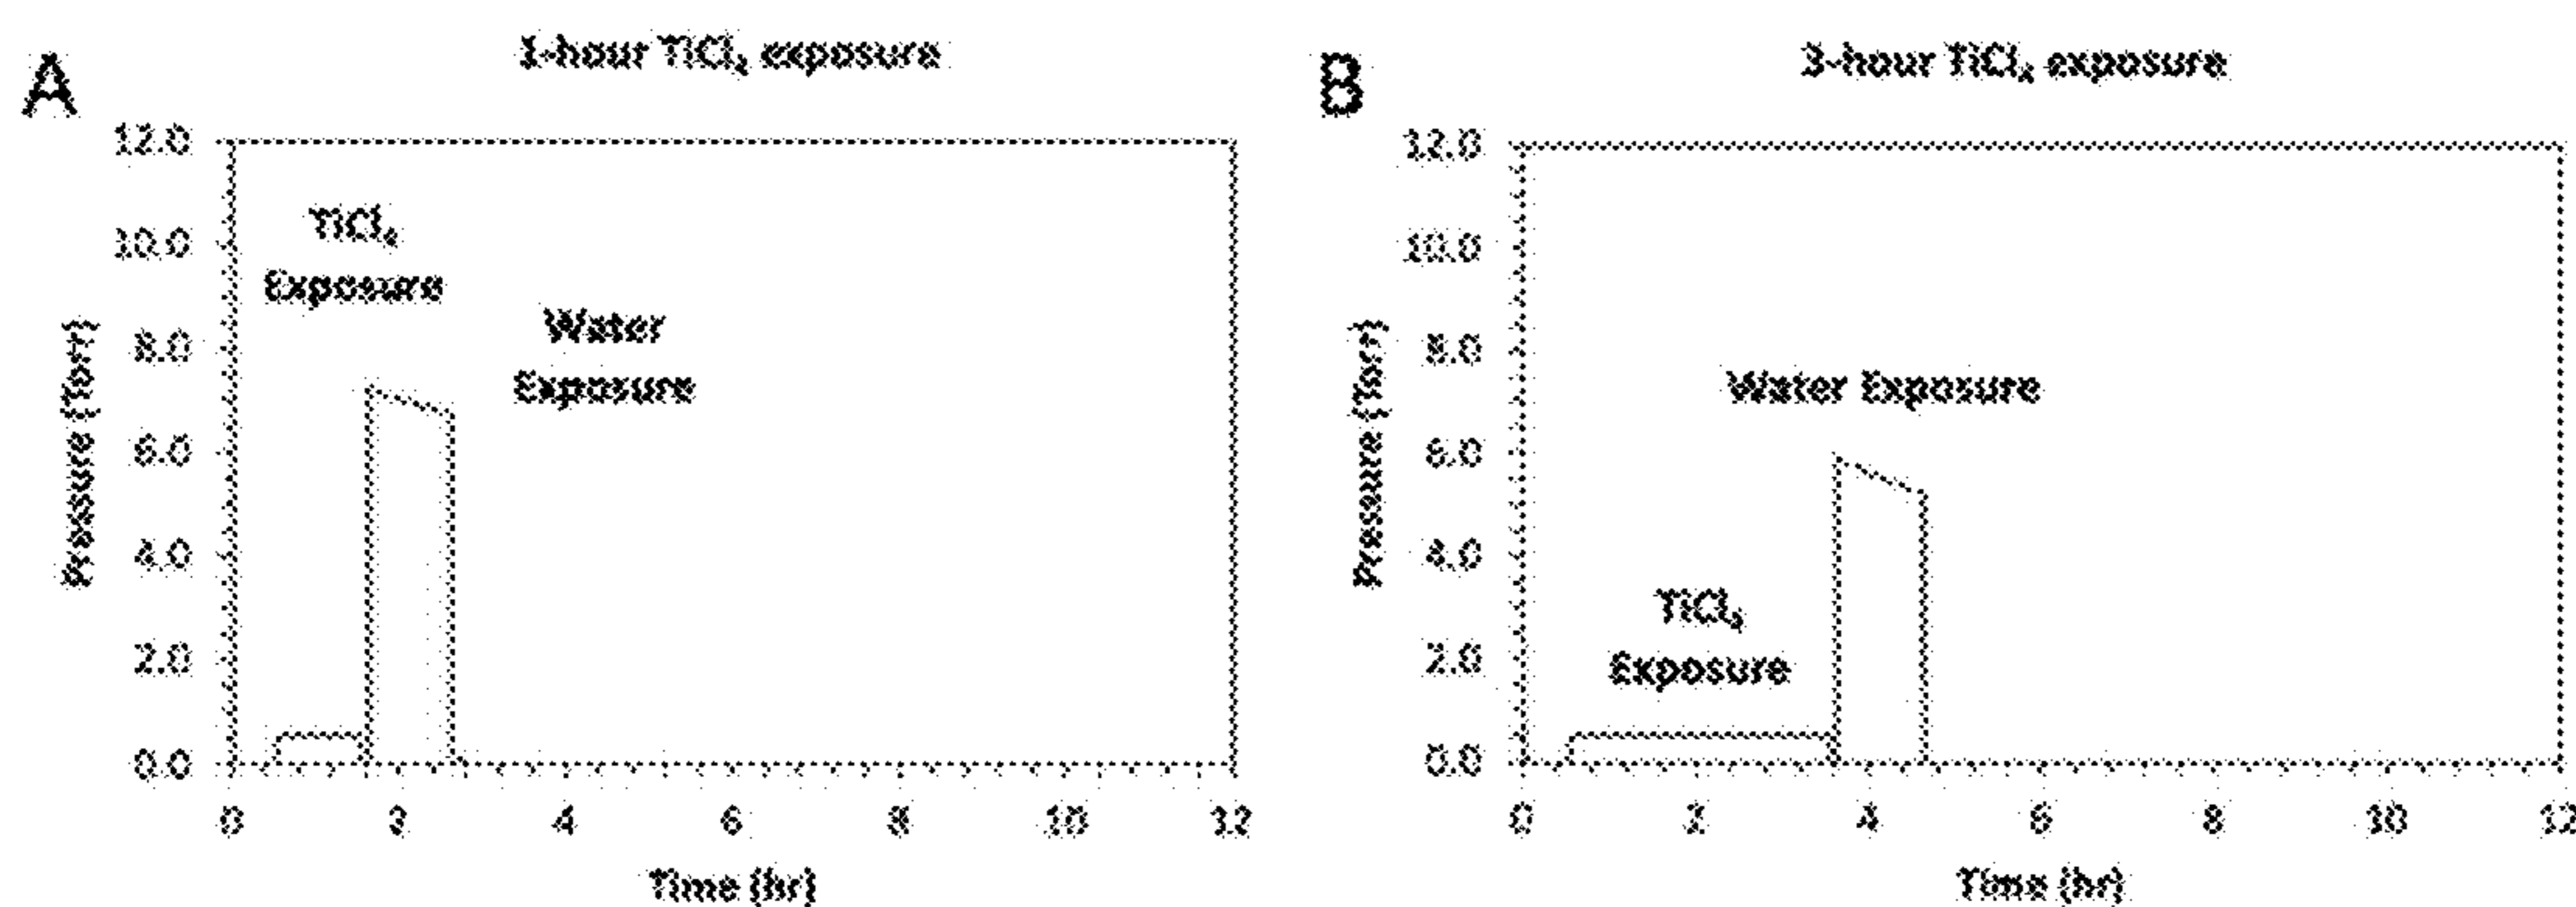 A
1-hour TiCl₄ exposure
12.0
10.0
8.0
6.0
4.0
2.0
0.0
Pressure (Torr)
TiCl₄
Exposure
Water
Exposure
0 2 4 6 8 10 12
Time (hr)
B
3-hour TiCl₄ exposure
12.0
10.0
8.0
6.0
4.0
2.0
0.0
Pressure (Torr)
Water Exposure
TiCl₄
Exposure
0 2 4 6 8 10 12
Time (hr)